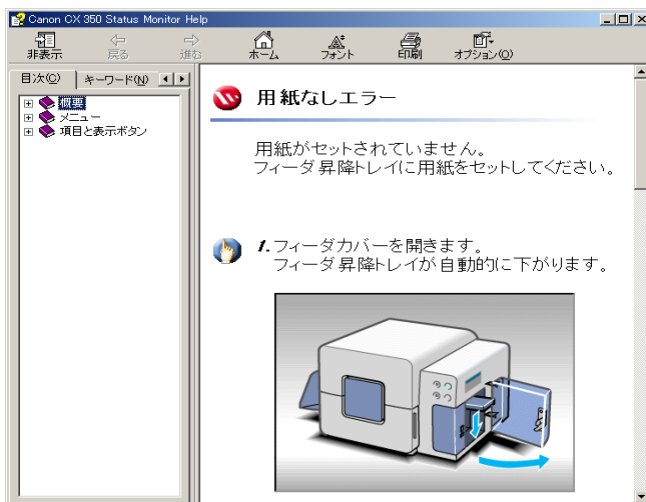 Canon CX 350 Status Monitor Help
非表示 戻る 進む ホーム フォント 印刷 オプション(O)
目次(C) キーワード(N)
概要
メニュー
項目と表示ボタン
用紙なしエラー
用紙がセットされていません。
フィーダ昇降トレイに用紙をセットしてください。
1. フィーダカバーを開きます。
フィーダ昇降トレイが自動的に下がります。